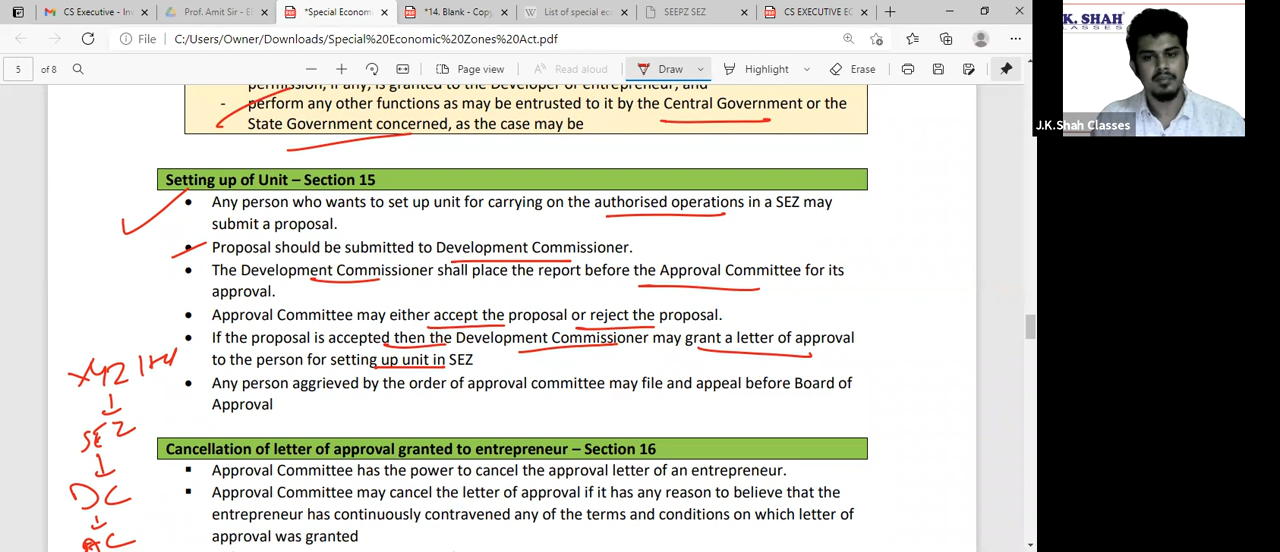 CS Executive - Inv
Prof. Amit Sir - EB
*Special Econom
*14. Blank - Copy
List of special eco
SEEPZ SEZ
CS EXECUTIVE EC
File
C:/Users/Owner/Downloads/Special%20Economic%20Zones%20Act.pdf
5 of 8
Page view
Read aloud
Draw
Highlight
Erase
.K. SHAH
CLASSES
J.K.Shah Classes
permission, if any, is granted to the Developer or entrepreneur; and
- perform any other functions as may be entrusted to it by the Central Government or the
State Government concerned, as the case may be
Setting up of Unit – Section 15
• Any person who wants to set up unit for carrying on the authorised operations in a SEZ may
submit a proposal.
• Proposal should be submitted to Development Commissioner.
• The Development Commissioner shall place the report before the Approval Committee for its
approval.
• Approval Committee may either accept the proposal or reject the proposal.
• If the proposal is accepted then the Development Commissioner may grant a letter of approval
to the person for setting up unit in SEZ
• Any person aggrieved by the order of approval committee may file and appeal before Board of
Approval
XYZ ltd
SEZ
DC
AC
Cancellation of letter of approval granted to entrepreneur – Section 16
▪ Approval Committee has the power to cancel the approval letter of an entrepreneur.
▪ Approval Committee may cancel the letter of approval if it has any reason to believe that the
entrepreneur has continuously contravened any of the terms and conditions on which letter of
approval was granted